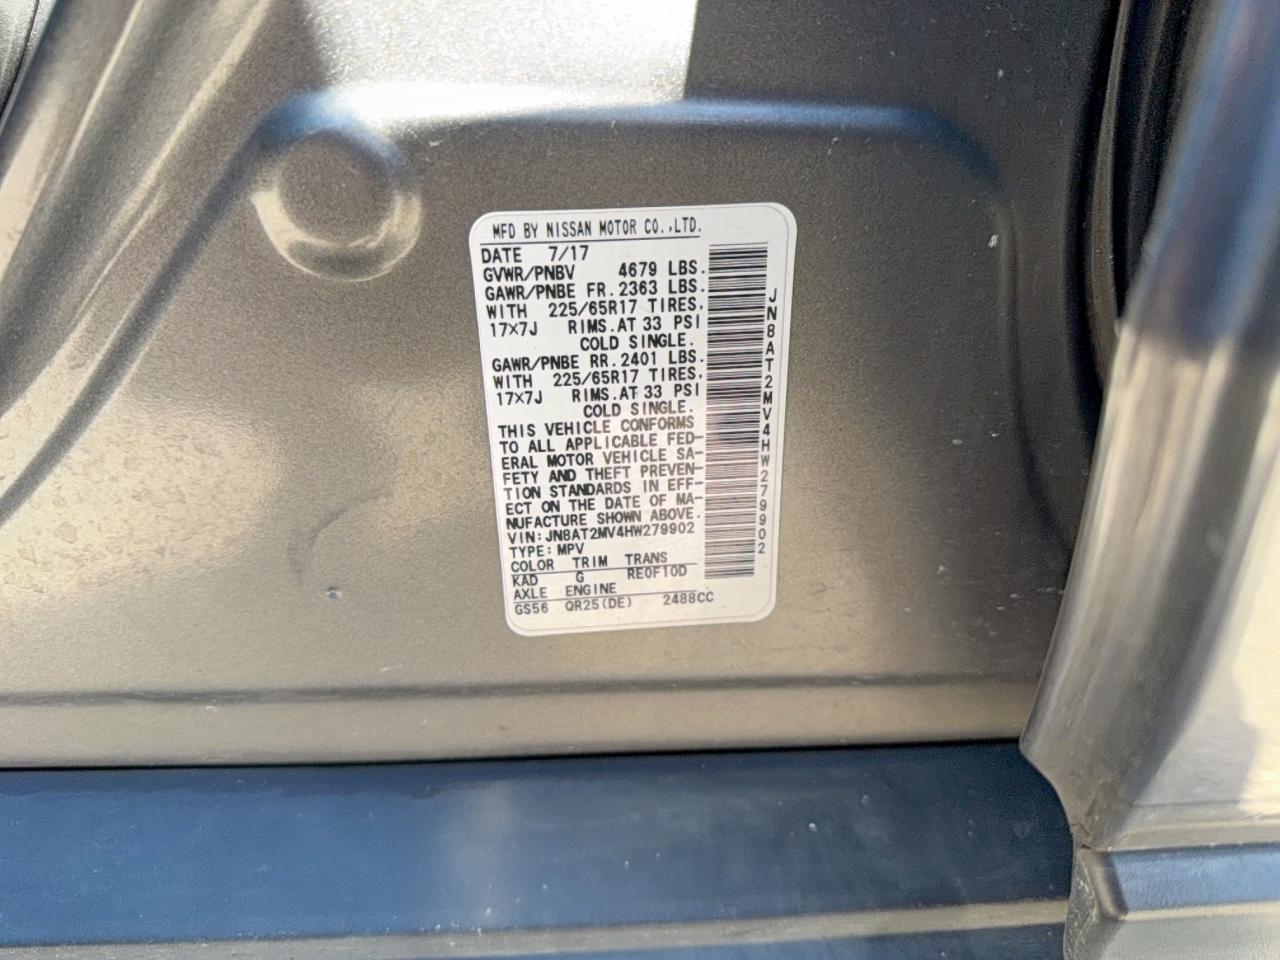 MFD BY NISSAN MOTOR CO.,LTD.
DATE 7/17
GVWR/PNBV 4679 LBS.
GAWR/PNBE FR. 2363 LBS.
WITH 225/65R17 TIRES,
17×7J RIMS.AT 33 PSI
COLD SINGLE.
GAWR/PNBE RR. 2401 LBS.
WITH 225/65R17 TIRES,
17×7J RIMS.AT 33 PSI
COLD SINGLE.
THIS VEHICLE CONFORMS
TO ALL APPLICABLE FED-
ERAL MOTOR VEHICLE SA-
FETY AND THEFT PREVEN-
TION STANDARDS IN EFF-
ECT ON THE DATE OF MA-
NUFACTURE SHOWN ABOVE.
VIN: JN8AT2MV4HW279902
TYPE: MPV
COLOR TRIM TRANS
KAD G RE0F10D
AXLE ENGINE
GS56 QR25(DE) 2488CC
JN8AT2MV4HW279902